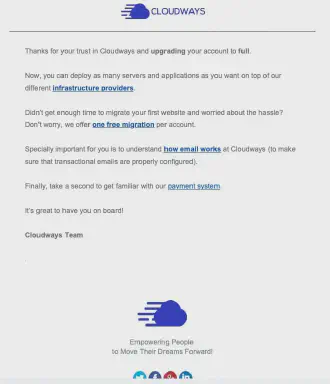 CLOUDWAYS
Thanks for your trust in Cloudways and upgrading your account to full.
Now, you can deploy as many servers and applications as you want on top of our
different infrastructure providers.
Didn't get enough time to migrate your first website and worried about the hassle?
Don't worry, we offer one free migration per account.
Specially important for you is to understand how email works at Cloudways (to make
sure that transactional emails are properly configured).
Finally, take a second to get familiar with our payment system.
It's great to have you on board!
Cloudways Team
Empowering People
to Move Their Dreams Forward!